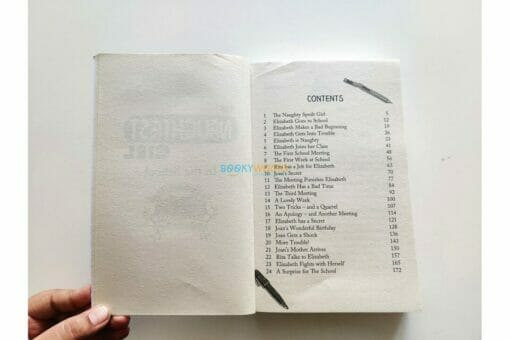 CONTENTS
1 The Naughty Spoilt Girl 5
2 Elizabeth Goes to School 12
3 Elizabeth Makes a Bad Beginning 19
4 Elizabeth Gets Into Trouble
5 Elizabeth is Naughty
6 Elizabeth Joins her Class 41
7 The First School Meeting 48
8 The First Week at School 56
9 Rita has a Job for Elizabeth 63
10 Joan's Secret 70
11 The Meeting Punishes Elizabeth 77
12 Elizabeth Has a Bad Time 84
13 The Third Meeting 92
14 A Lovely Week 100
15 Two Tricks – and a Quarrel 107
16 An Apology – and Another Meeting 114
17 Elizabeth has a Secret 121
18 Joan's Wonderful Birthday 128
19 Joan Gets a Shock 136
20 More Trouble! 143
21 Joan's Mother Arrives 150
22 Rita Talks to Elizabeth 157
23 Elizabeth Fights with Herself 165
24 A Surprise for The School 172